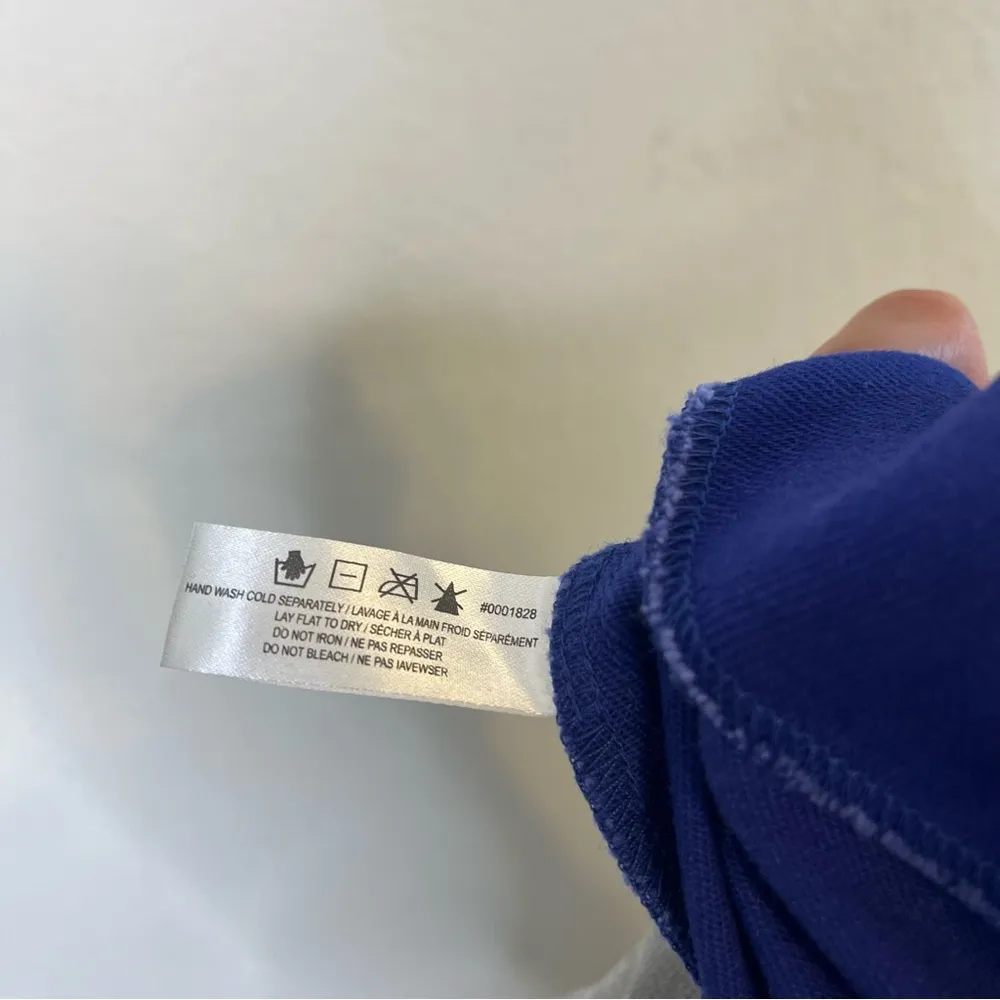 #0001828
HAND WASH COLD SEPARATELY / LAVAGE À LA MAIN FROID SÉPARÉMENT
LAY FLAT TO DRY / SÉCHER À PLAT
DO NOT IRON / NE PAS REPASSER
DO NOT BLEACH / NE PAS IAVEWSER